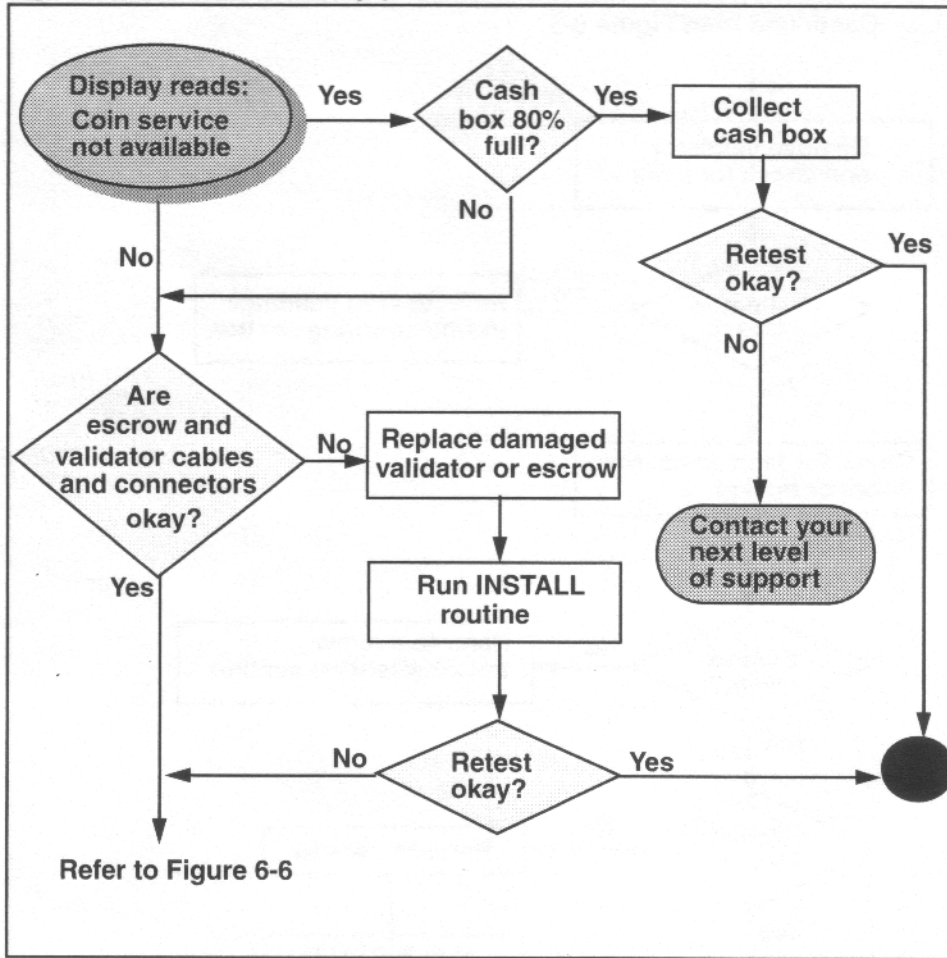 Display reads:
Coin service
not available
Yes
Cash
box 80%
full?
Yes
Collect
cash box
No
No
Retest
okay?
Yes
No
Are
escrow and
validator cables
and connectors
okay?
No
Replace damaged
validator or escrow
Contact your
next level
of support
Yes
Run INSTALL
routine
No
Retest
okay?
Yes
Refer to Figure 6-6